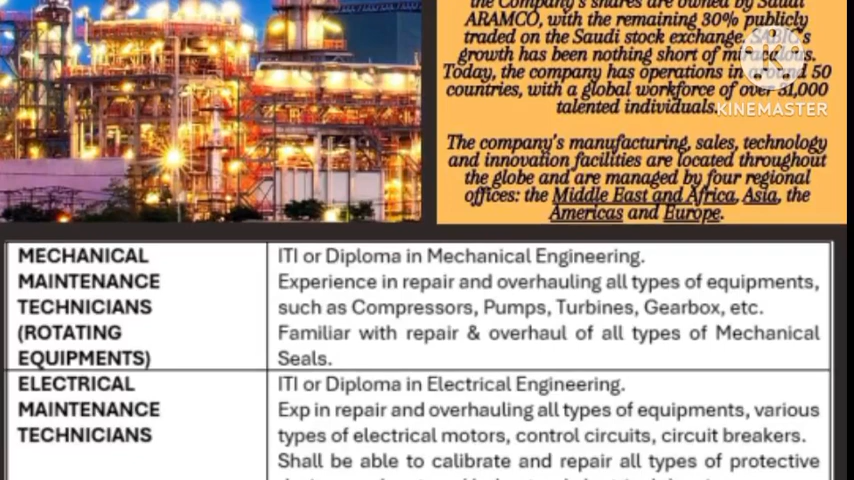 the Company's shares are owned by Saudi
ARAMCO, with the remaining 30% publicly
traded on the Saudi stock exchange. SABIC's
growth has been nothing short of miraculous.
Today, the company has operations in around 50
countries, with a global workforce of over 31,000
talented individuals.
KINEMASTER
The company's manufacturing, sales, technology
and innovation facilities are located throughout
the globe and are managed by four regional
offices: the Middle East and Africa, Asia, the
Americas and Europe.
MECHANICAL
MAINTENANCE
TECHNICIANS
(ROTATING
EQUIPMENTS)
ITI or Diploma in Mechanical Engineering.
Experience in repair and overhauling all types of equipments,
such as Compressors, Pumps, Turbines, Gearbox, etc.
Familiar with repair & overhaul of all types of Mechanical
Seals.
ELECTRICAL
MAINTENANCE
TECHNICIANS
ITI or Diploma in Electrical Engineering.
Exp in repair and overhauling all types of equipments, various
types of electrical motors, control circuits, circuit breakers.
Shall be able to calibrate and repair all types of protective